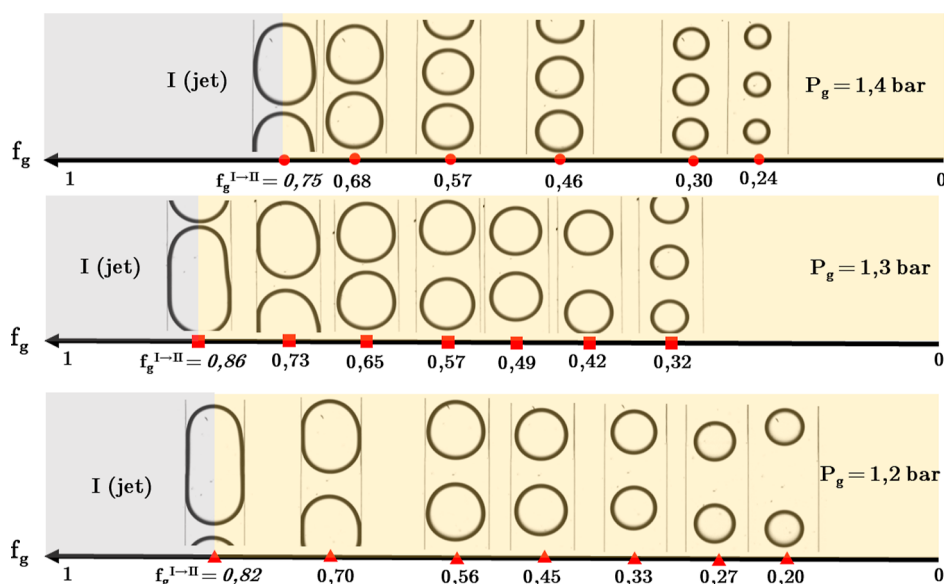 I (jet)
P_g = 1,4 bar
f_g
1
f_g^{I→II} = 0,75
0,68
0,57
0,46
0,30
0,24
0
I (jet)
P_g = 1,3 bar
f_g
1
f_g^{I→II} = 0,86
0,73
0,65
0,57
0,49
0,42
0,32
0
I (jet)
P_g = 1,2 bar
f_g
1
f_g^{I→II} = 0,82
0,70
0,56
0,45
0,33
0,27
0,20
0